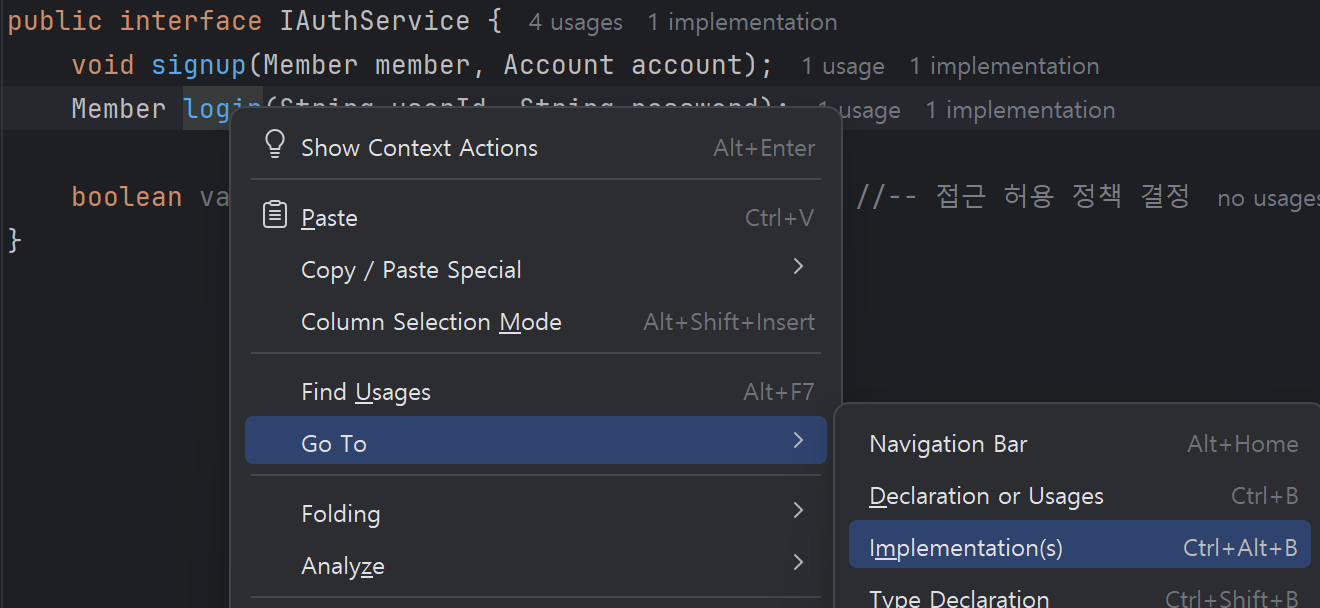 public interface IAuthService { 4 usages 1 implementation
void signup(Member member, Account account); 1 usage 1 implementation
Member login(String userId, String password); 1 usage 1 implementation
boolean va //-- 접근 허용 정책 결정 no usages
}
Show Context Actions Alt+Enter
Paste Ctrl+V
Copy / Paste Special
Column Selection Mode Alt+Shift+Insert
Find Usages Alt+F7
Go To
Folding
Analyze
Navigation Bar Alt+Home
Declaration or Usages Ctrl+B
Implementation(s) Ctrl+Alt+B
Type Declaration Ctrl+Shift+B